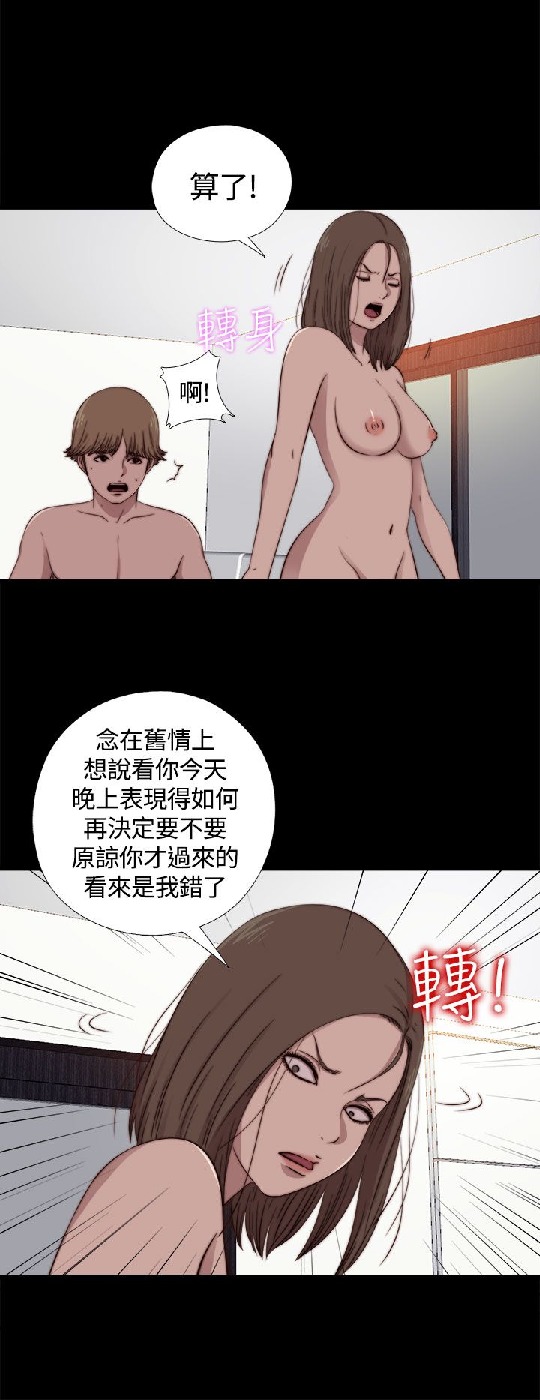 算了!
轉身
啊!
念在舊情上
想說看你今天
晚上表現得如何
再決定要不要
原諒你才過來的
看來是我錯了
轉!